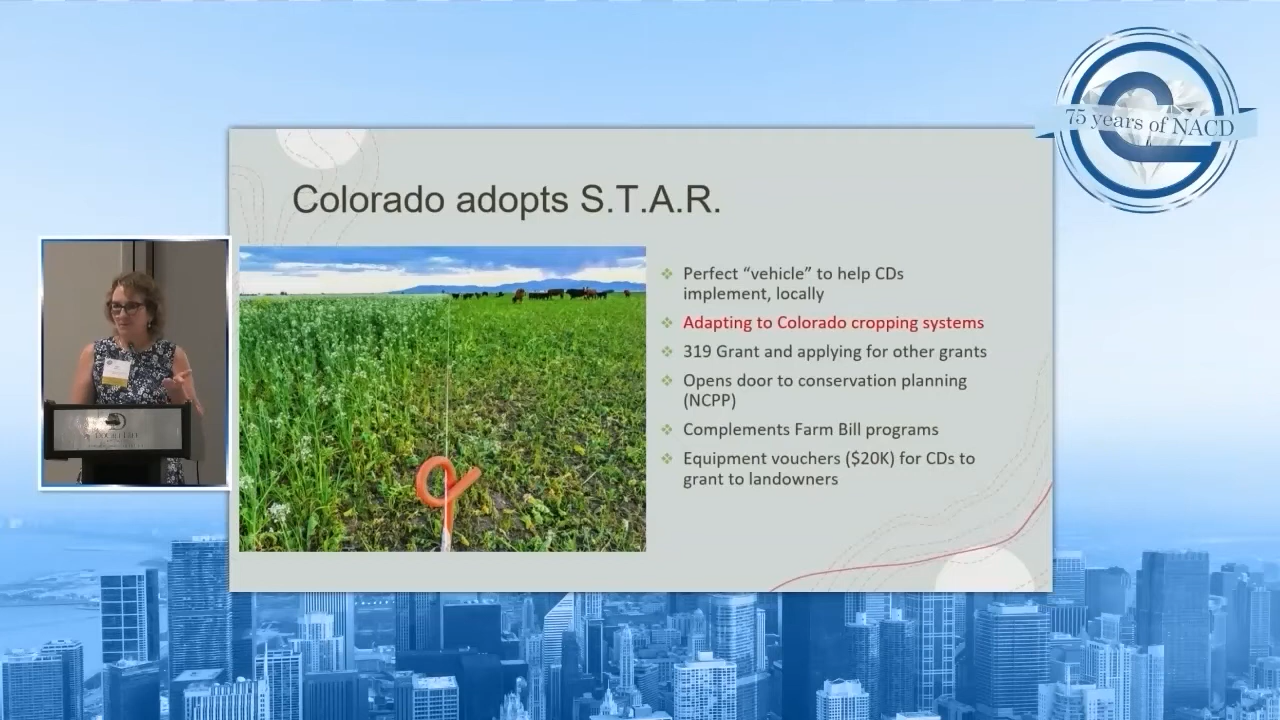 75 years of NACD
Colorado adopts S.T.A.R.
Perfect “vehicle” to help CDs
implement, locally
Adapting to Colorado cropping systems
319 Grant and applying for other grants
Opens door to conservation planning
(NCPP)
Complements Farm Bill programs
Equipment vouchers ($20K) for CDs to
grant to landowners